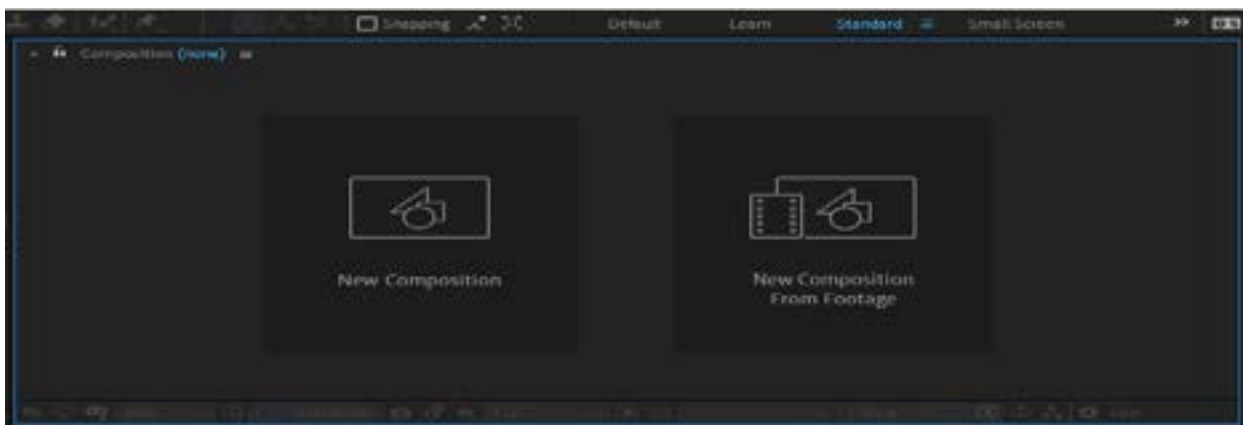 Snapping Default Learn Standard Small Screen
Composition (none)
New Composition
New Composition
From Footage